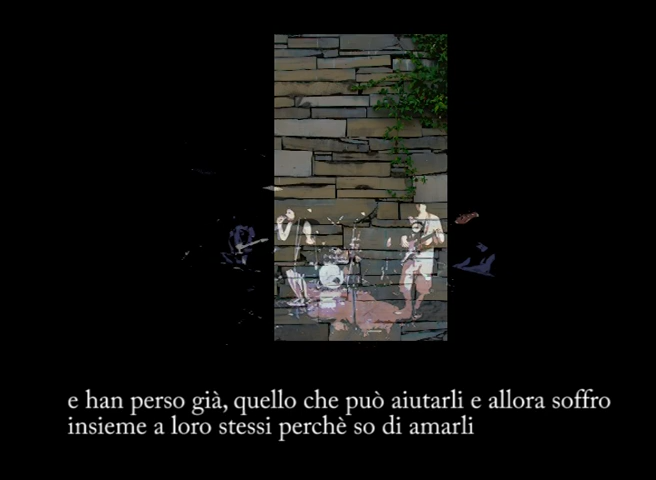 e han perso già, quello che può aiutarli e allora soffro
insieme a loro stessi perchè so di amarli